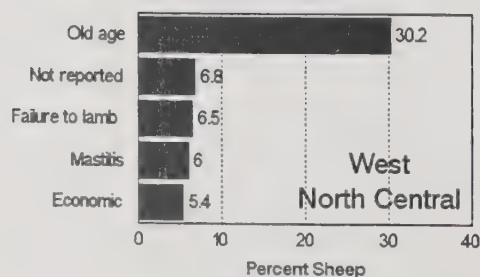 Old age 30.2
Not reported 6.8
Failure to lamb 6.5
Mastitis 6
Economic 5.4
West
North Central
0 10 20 30 40
Percent Sheep